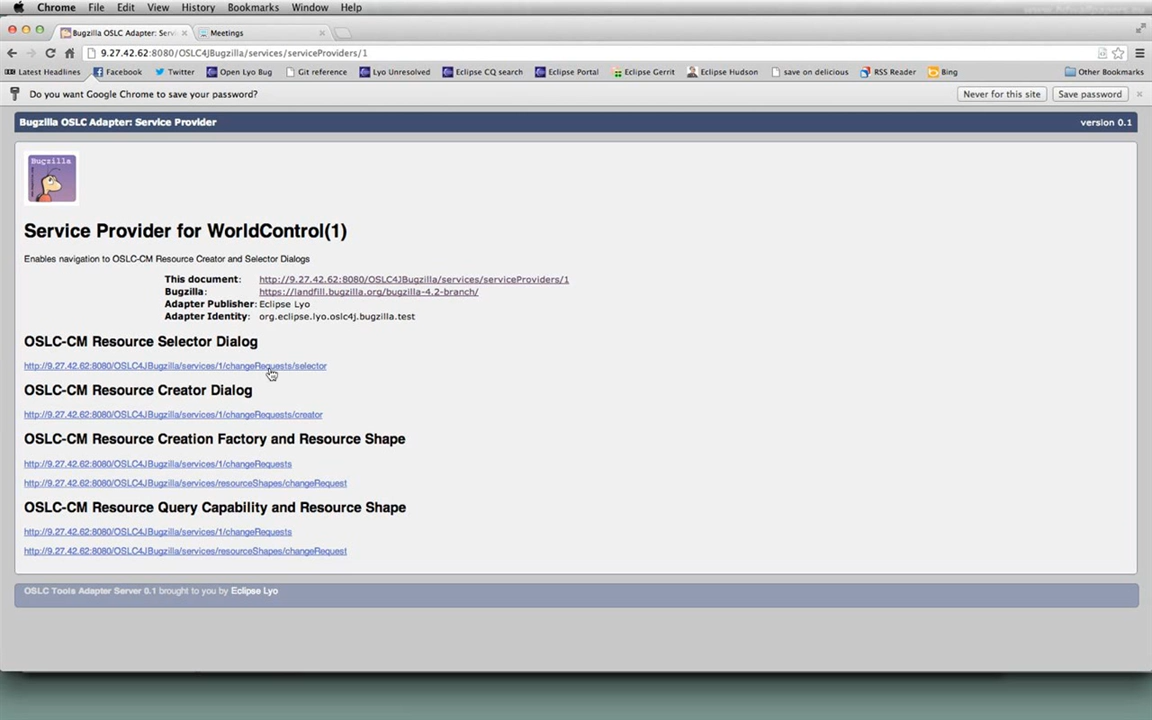 Chrome File Edit View History Bookmarks Window Help
Bugzilla OSLC Adapter: Serv Meetings
9.27.42.62:8080/OSLC4JBugzilla/services/serviceProviders/1
Latest Headlines Facebook Twitter Open Lyo Bug Git reference Lyo Unresolved Eclipse CQ search Eclipse Portal Eclipse Gerrit Eclipse Hudson save on delicious RSS Reader Bing Other Bookmarks
Do you want Google Chrome to save your password? Never for this site Save password
Bugzilla OSLC Adapter: Service Provider version 0.1
Bugzilla
Service Provider for WorldControl(1)
Enables navigation to OSLC-CM Resource Creator and Selector Dialogs
This document: http://9.27.42.62:8080/OSLC4JBugzilla/services/serviceProviders/1
Bugzilla: https://landfill.bugzilla.org/bugzilla-4.2-branch/
Adapter Publisher: Eclipse Lyo
Adapter Identity: org.eclipse.lyo.oslc4j.bugzilla.test
OSLC-CM Resource Selector Dialog
http://9.27.42.62:8080/OSLC4JBugzilla/services/1/changeRequests/selector
OSLC-CM Resource Creator Dialog
http://9.27.42.62:8080/OSLC4JBugzilla/services/1/changeRequests/creator
OSLC-CM Resource Creation Factory and Resource Shape
http://9.27.42.62:8080/OSLC4JBugzilla/services/1/changeRequests
http://9.27.42.62:8080/OSLC4JBugzilla/services/resourceShapes/changeRequest
OSLC-CM Resource Query Capability and Resource Shape
http://9.27.42.62:8080/OSLC4JBugzilla/services/1/changeRequests
http://9.27.42.62:8080/OSLC4JBugzilla/services/resourceShapes/changeRequest
OSLC Tools Adapter Server 0.1 brought to you by Eclipse Lyo